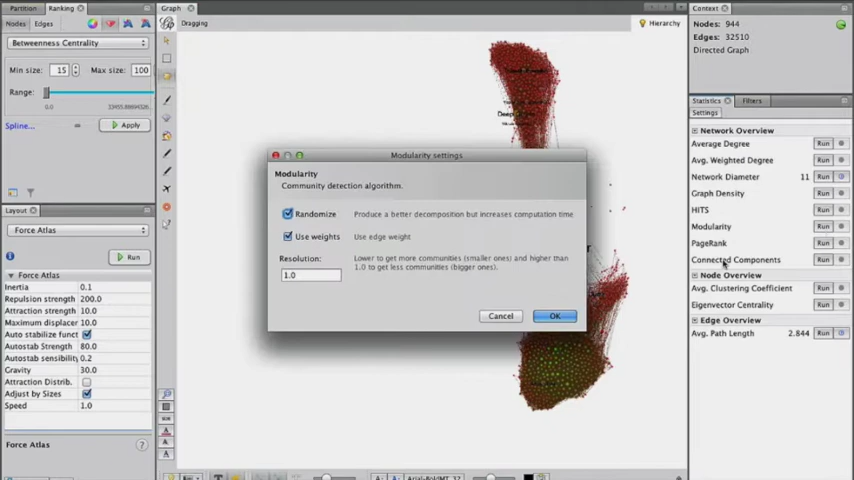 Partition
Ranking
Nodes
Edges
Betweenness Centrality
Min size:
15
Max size:
100
Range:
0.0
Spline...
Apply
Layout
Force Atlas
Run
Force Atlas
Inertia 0.1
Repulsion strength 200.0
Attraction strength 10.0
Maximum displacer 10.0
Auto stabilize functi
Autostab Strength 80.0
Autostab sensibility 0.2
Gravity 30.0
Attraction Distrib.
Adjust by Sizes
Speed 1.0
Force Atlas
Graph
Dragging
Hierarchy
Modularity settings
Modularity
Community detection algorithm.
Randomize
Produce a better decomposition but increases computation time
Use weights
Use edge weight
Resolution:
Lower to get more communities (smaller ones) and higher than
1.0 to get less communities (bigger ones).
1.0
Cancel
OK
Context
Nodes: 944
Edges: 32510
Directed Graph
Statistics
Filters
Settings
Network Overview
Average Degree Run
Avg. Weighted Degree Run
Network Diameter 11 Run
Graph Density Run
HITS Run
Modularity Run
PageRank Run
Connected Components Run
Node Overview
Avg. Clustering Coefficient Run
Eigenvector Centrality Run
Edge Overview
Avg. Path Length 2.844 Run